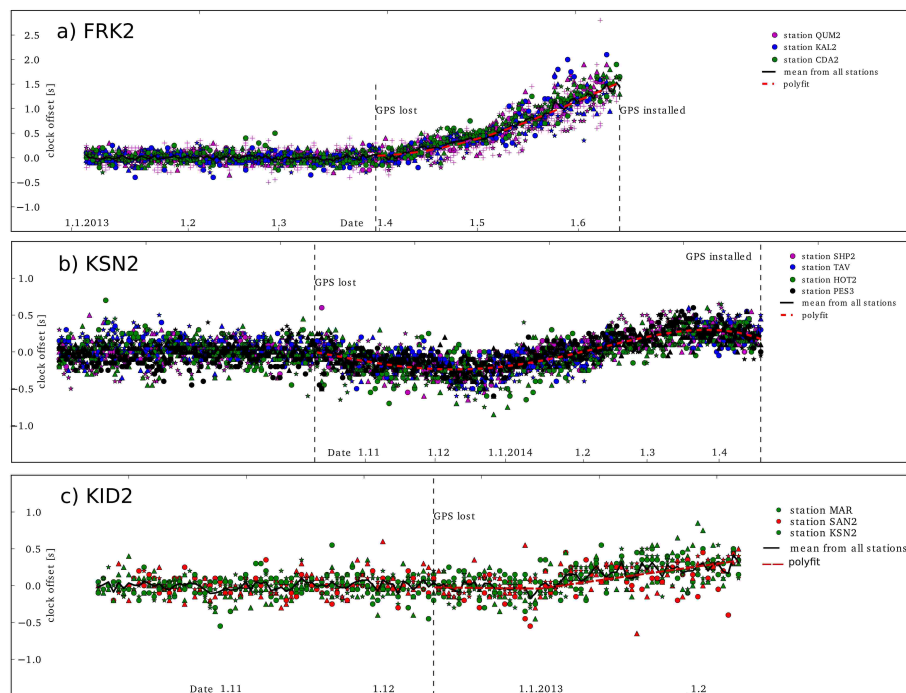 a) FRK2
2.5
2.0
1.5
1.0
0.5
0.0
−0.5
−1.0
clock offset [s]
GPS lost
GPS installed
station QUM2
station KAL2
station CDA2
mean from all stations
polyfit
1.1.2013 1.2 1.3 Date 1.4 1.5 1.6
b) KSN2
1.0
0.5
0.0
−0.5
−1.0
clock offset [s]
GPS lost
GPS installed
station SHP2
station TAV
station HOT2
station PES3
mean from all stations
polyfit
Date 1.11 1.12 1.1.2014 1.2 1.3 1.4
c) KID2
1.0
0.5
0.0
−0.5
−1.0
clock offset [s]
GPS lost
station MAR
station SAN2
station KSN2
mean from all stations
polyfit
Date 1.11 1.12 1.1.2013 1.2